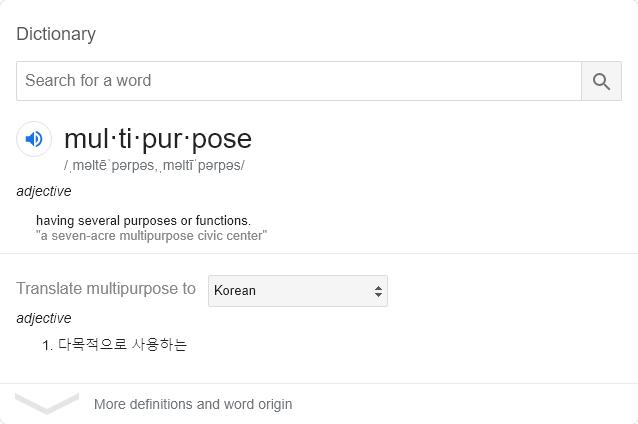 Dictionary
Search for a word
mul·ti·pur·pose
/ˌməltēˈpərpəs,ˌməltīˈpərpəs/
adjective
having several purposes or functions.
"a seven-acre multipurpose civic center"
Translate multipurpose to Korean
adjective
1. 다목적으로 사용하는
More definitions and word origin